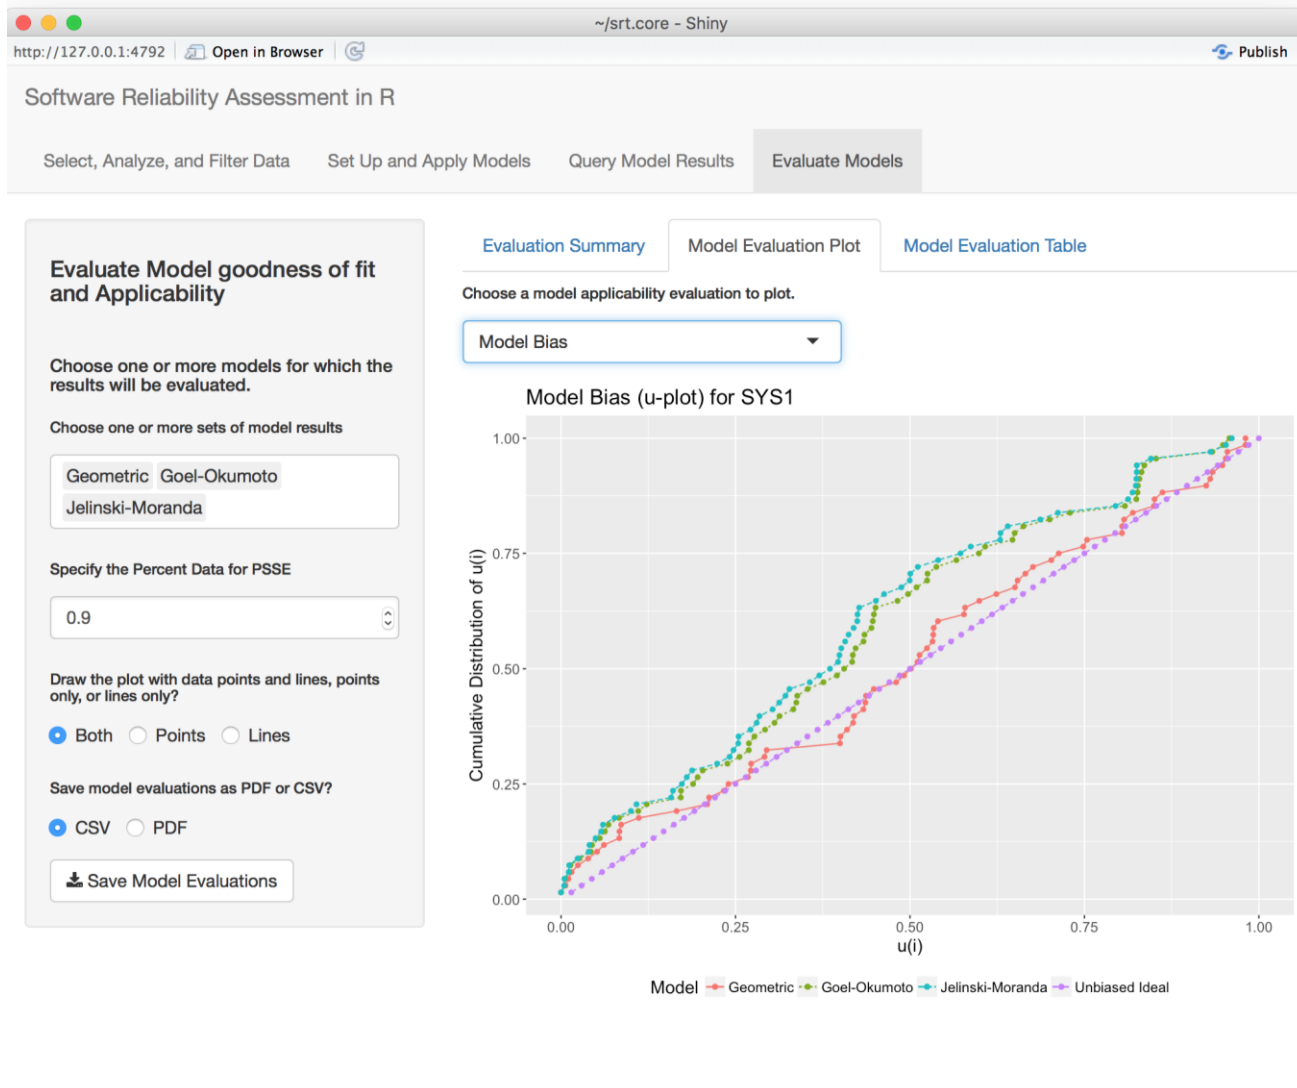 ~/srt.core - Shiny
http://127.0.0.1:4792 Open in Browser Publish
Software Reliability Assessment in R
Select, Analyze, and Filter Data Set Up and Apply Models Query Model Results Evaluate Models
Evaluate Model goodness of fit
and Applicability
Choose one or more models for which the
results will be evaluated.
Choose one or more sets of model results
Geometric Goel-Okumoto
Jelinski-Moranda
Specify the Percent Data for PSSE
0.9
Draw the plot with data points and lines, points
only, or lines only?
Both Points Lines
Save model evaluations as PDF or CSV?
CSV PDF
Save Model Evaluations
Evaluation Summary Model Evaluation Plot Model Evaluation Table
Choose a model applicability evaluation to plot.
Model Bias
Model Bias (u-plot) for SYS1
Cumulative Distribution of u(i)
1.00
0.75
0.50
0.25
0.00
0.00 0.25 0.50 0.75 1.00
u(i)
Model Geometric Goel-Okumoto Jelinski-Moranda Unbiased Ideal